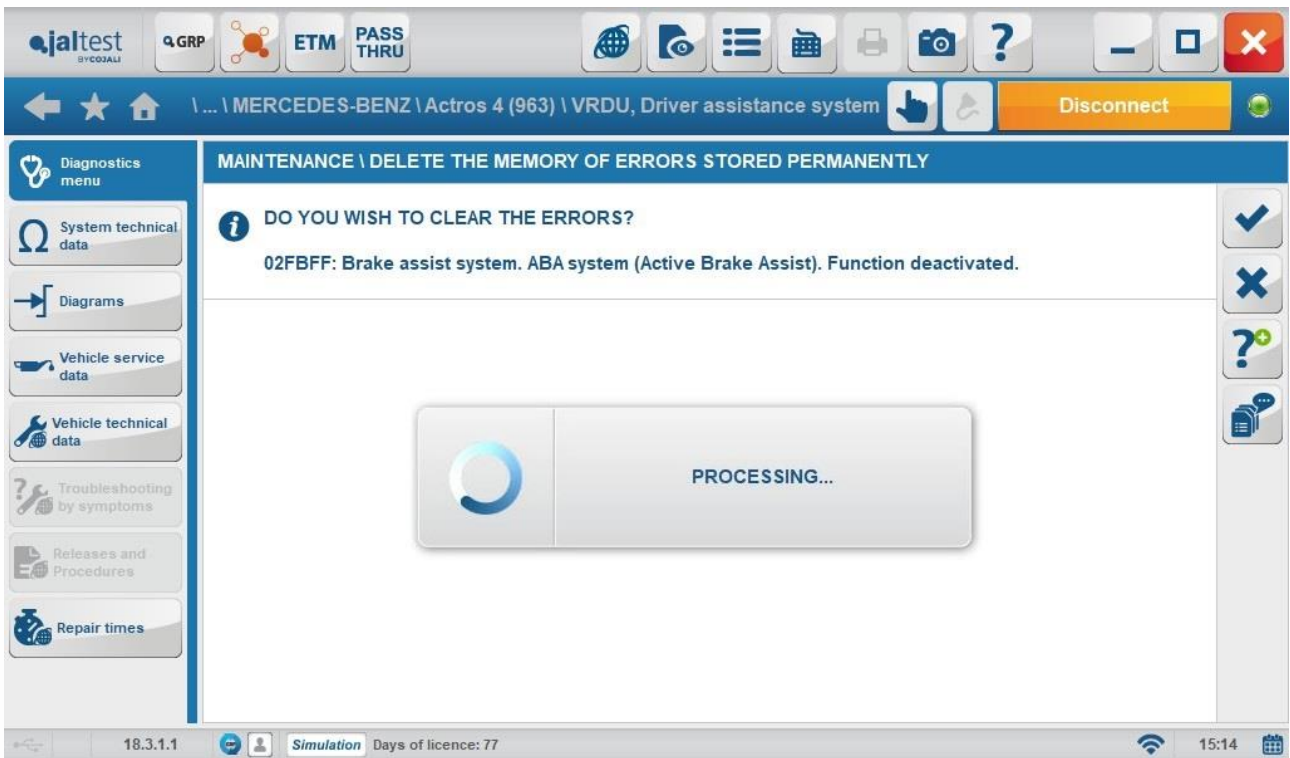 jaltest
BY COJALI
GRP
ETM
PASS
THRU
?
\ ... \ MERCEDES-BENZ \ Actros 4 (963) \ VRDU, Driver assistance system
Disconnect
Diagnostics
menu
MAINTENANCE \ DELETE THE MEMORY OF ERRORS STORED PERMANENTLY
System technical
data
Diagrams
Vehicle service
data
Vehicle technical
data
Troubleshooting
by symptoms
Releases and
Procedures
Repair times
DO YOU WISH TO CLEAR THE ERRORS?
02FBFF: Brake assist system. ABA system (Active Brake Assist). Function deactivated.
PROCESSING...
18.3.1.1
Simulation
Days of licence: 77
15:14